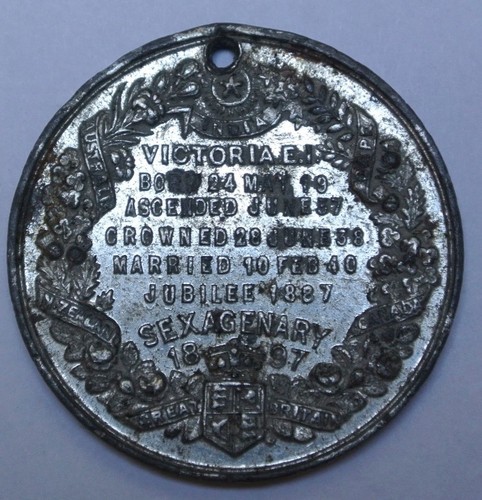 INDIA
VICTORIA E.I.
BORN 24 MAY 19
ASCENDED JUNE 37
CROWNED 28 JUNE 38
MARRIED 10 FEB 40
JUBILEE 1887
SEXAGENARY
1897
GREAT BRITAIN